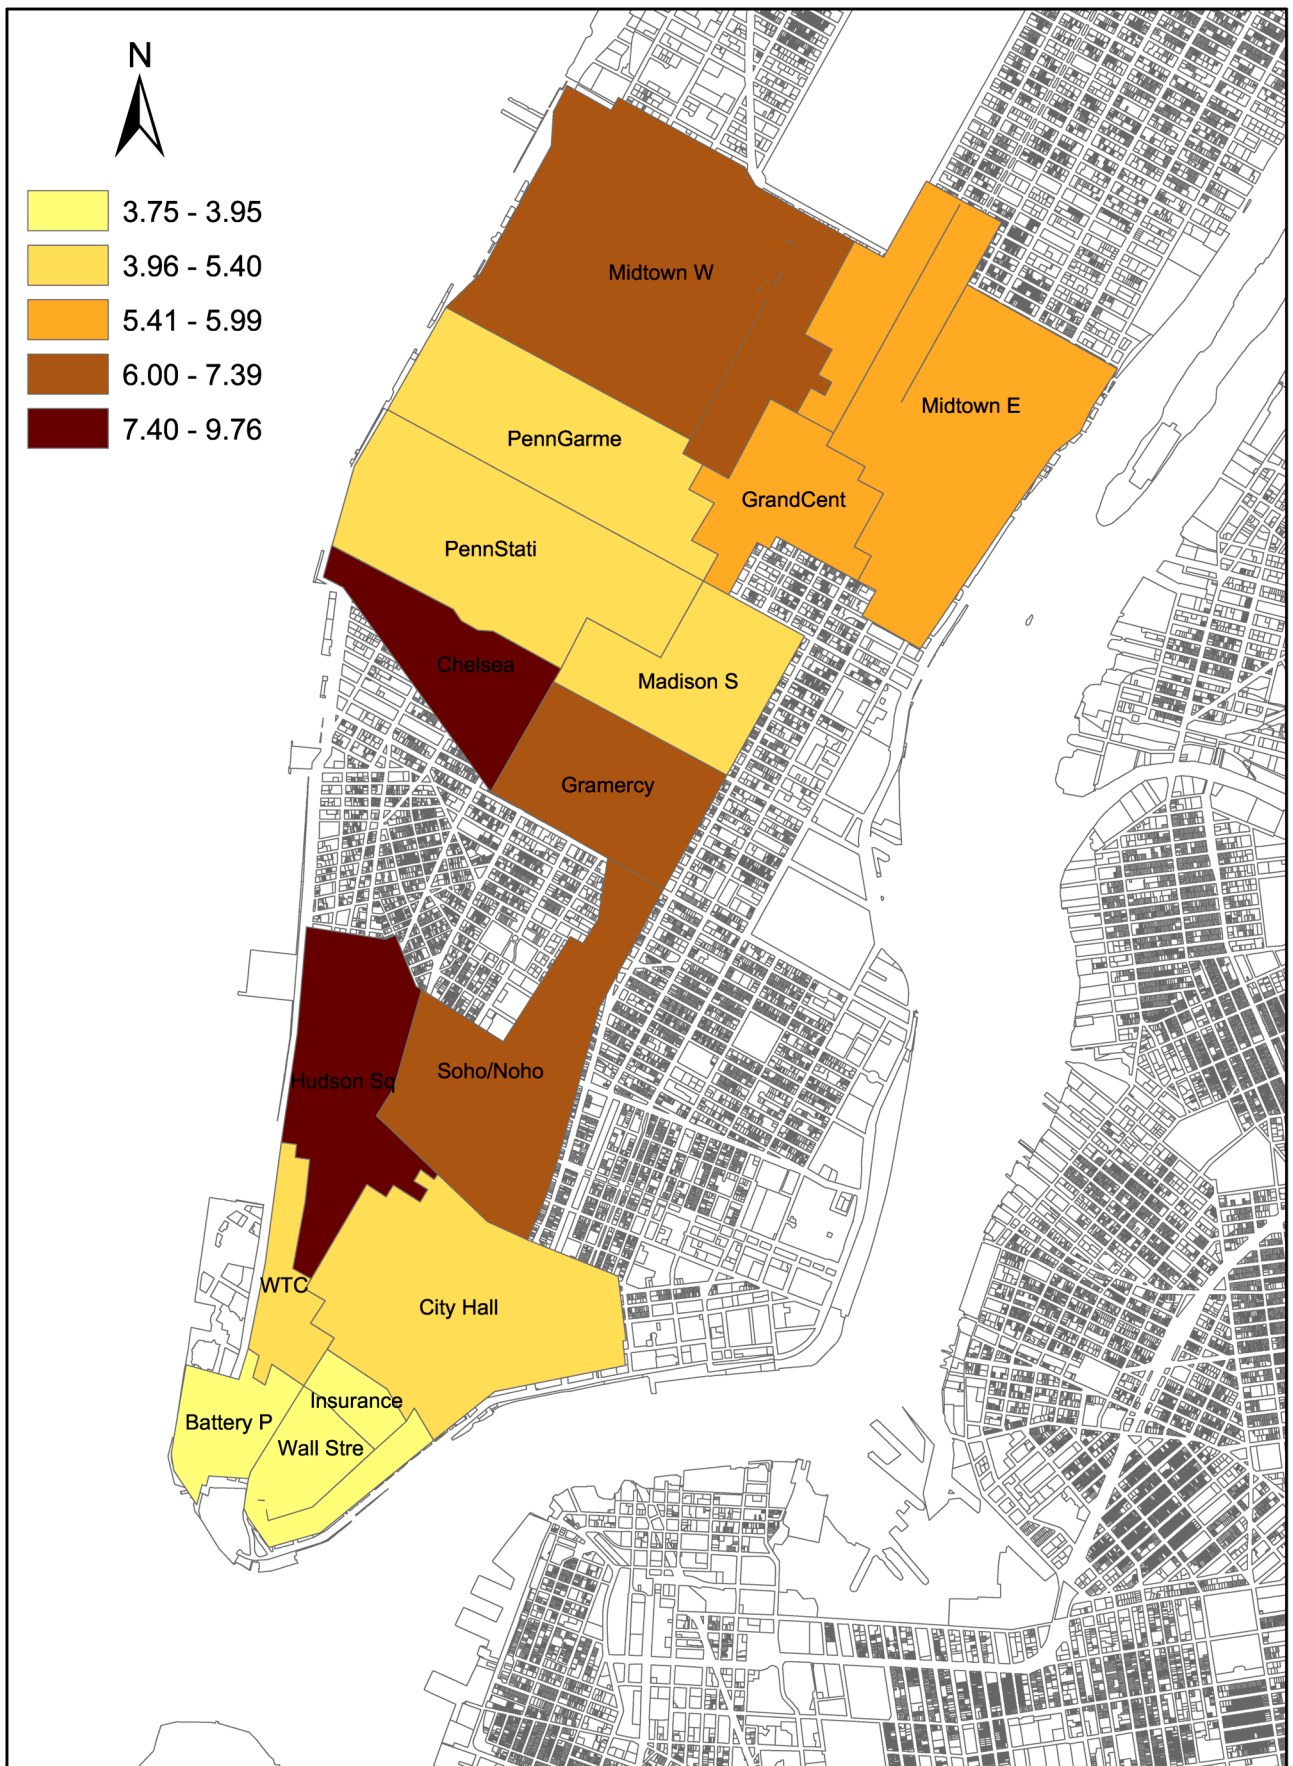 N
3.75 - 3.95
3.96 - 5.40
5.41 - 5.99
6.00 - 7.39
7.40 - 9.76
Midtown W
Midtown E
PennGarme
GrandCent
PennStati
Chelsea
Madison S
Gramercy
Hudson Sq
Soho/Noho
WTC
City Hall
Insurance
Battery P
Wall Stre